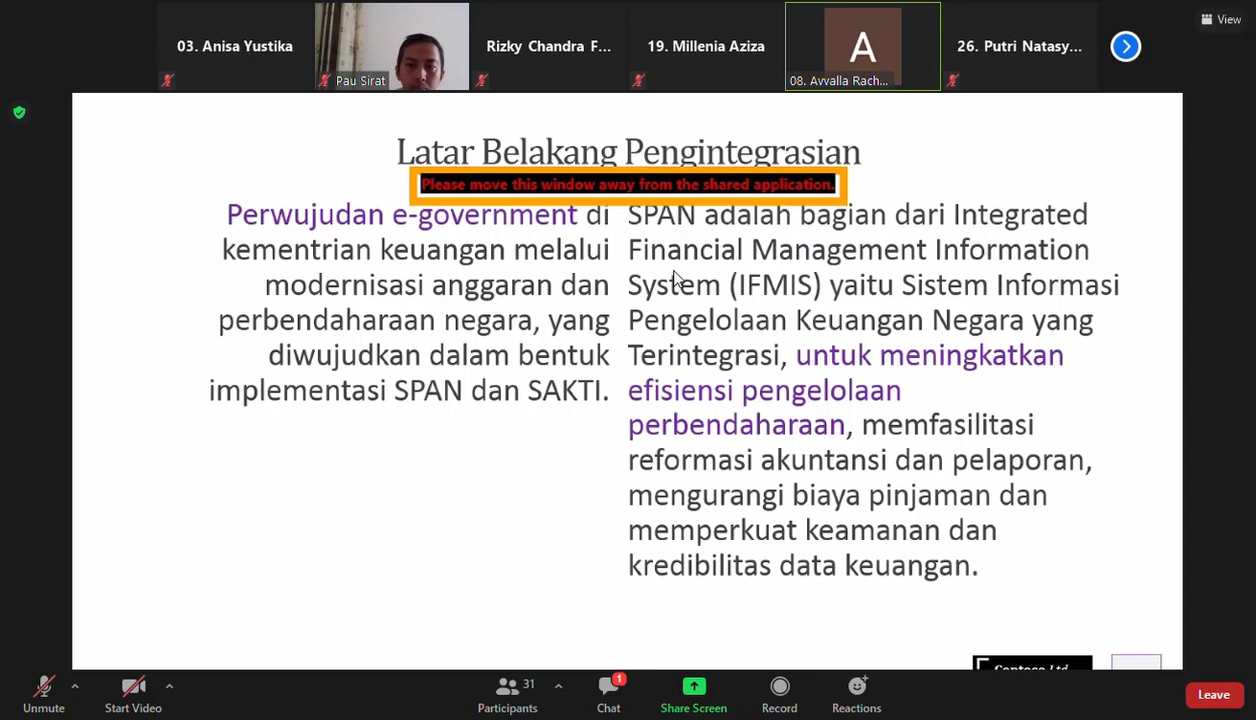 03. Anisa Yustika
Pau Sirat
Rizky Chandra F...
19. Millenia Aziza
A
08. Avvalla Rach...
26. Putri Natasy...
View
Latar Belakang Pengintegrasian
Please move this window away from the shared application.
Perwujudan e-government di
kementrian keuangan melalui
modernisasi anggaran dan
perbendaharaan negara, yang
diwujudkan dalam bentuk
implementasi SPAN dan SAKTI.
SPAN adalah bagian dari Integrated
Financial Management Information
System (IFMIS) yaitu Sistem Informasi
Pengelolaan Keuangan Negara yang
Terintegrasi, untuk meningkatkan
efisiensi pengelolaan
perbendaharaan, memfasilitasi
reformasi akuntansi dan pelaporan,
mengurangi biaya pinjaman dan
memperkuat keamanan dan
kredibilitas data keuangan.
Contoso Ltd.
Unmute
Start Video
31
Participants
1
Chat
Share Screen
Record
Reactions
Leave